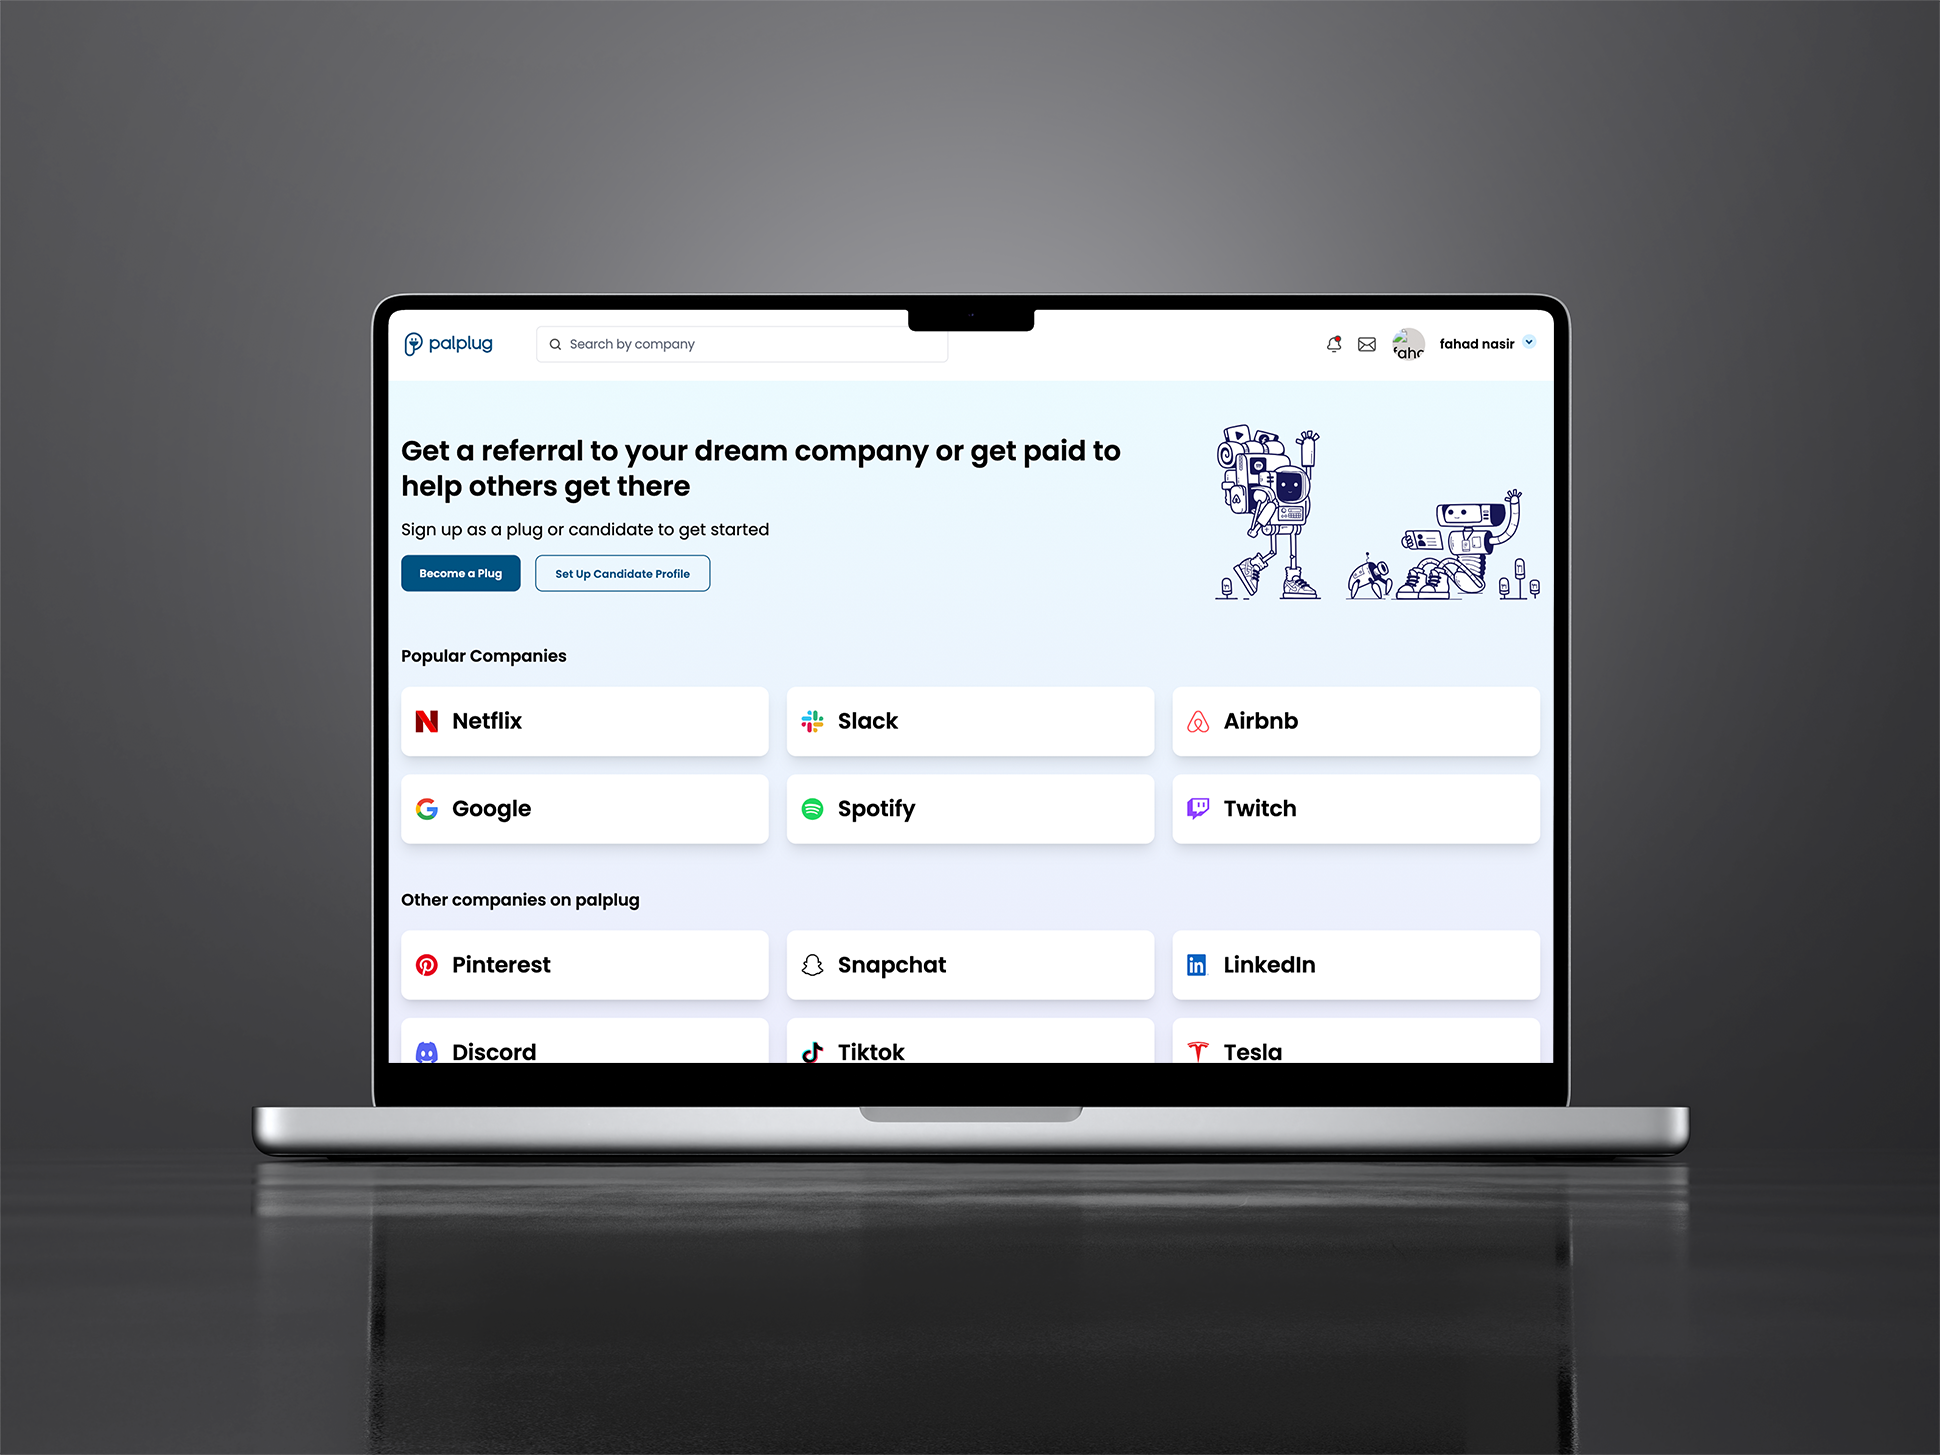 palplug
Search by company
fahc
fahad nasir
Get a referral to your dream company or get paid to
help others get there
Sign up as a plug or candidate to get started
Become a Plug
Set Up Candidate Profile
Popular Companies
Netflix
Slack
Airbnb
Google
Spotify
Twitch
Other companies on palplug
Pinterest
Snapchat
in
LinkedIn
Discord
Tiktok
Tesla